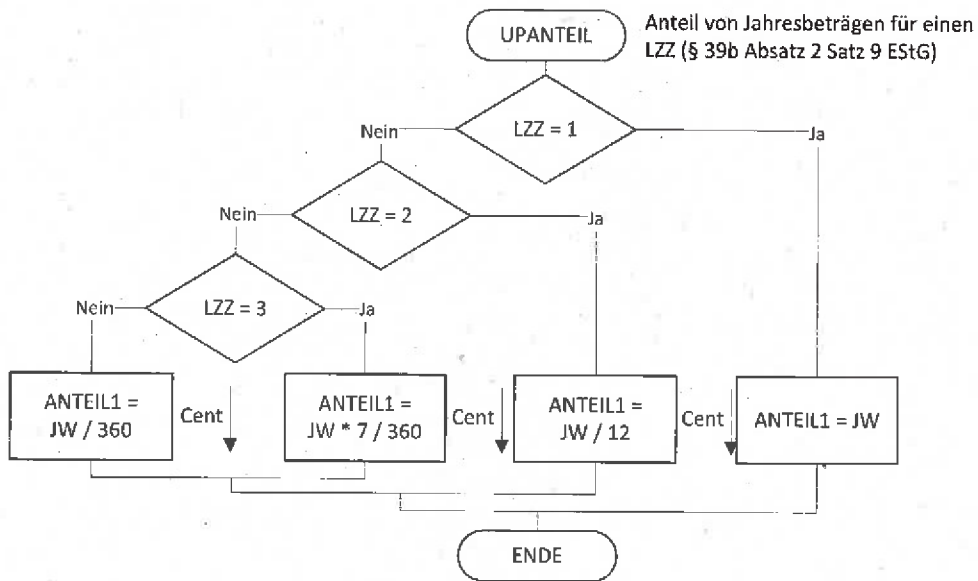 UPANTEIL
Anteil von Jahresbeträgen für einen
LZZ (§ 39b Absatz 2 Satz 9 EStG)
LZZ = 1
Nein
Ja
LZZ = 2
Nein
Ja
LZZ = 3
Nein
Ja
ANTEIL1 =
JW / 360
Cent
ANTEIL1 =
JW * 7 / 360
Cent
ANTEIL1 =
JW / 12
Cent
ANTEIL1 = JW
ENDE